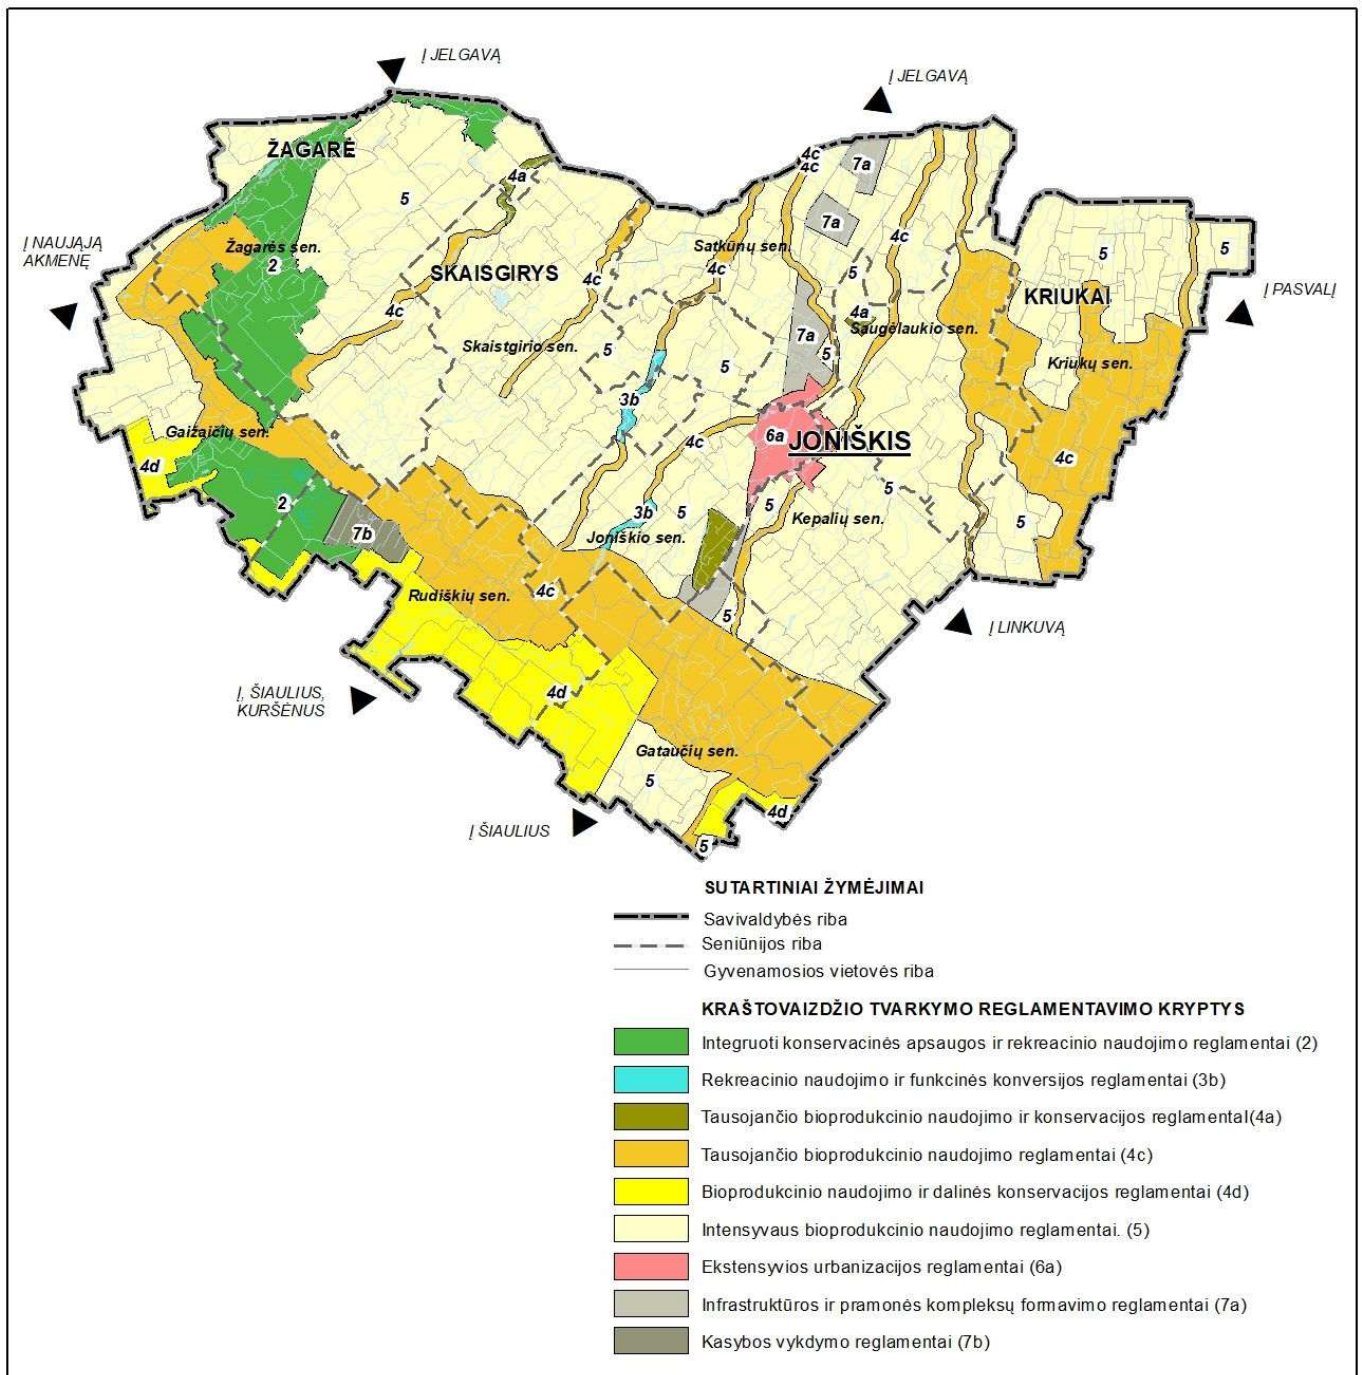 Į JELGAVĄ
Į JELGAVĄ
ŽAGARĖ
4c
4c
7a
4a
5
7a
Į NAUJĄJĄ
AKMENĘ
Žagarės sen.
2
SKAISGIRYS
Satkūnų sen.
4c
5
5
4c
4c
5
KRIUKAI
Į PASVALĮ
4c
4a
Saugėlaukio sen.
7a
5
Skaistgirio sen.
5
5
Kriukų sen.
3b
Gaižaičių sen.
4c
6a
JONIŠKIS
4d
4c
2
3b
5
5
5
Kepalių sen.
5
7b
Joniškio sen.
Rudiškių sen.
4c
5
Į LINKUVĄ
Į, ŠIAULIUS,
KURŠĖNUS
4d
Gataučių sen.
5
Į ŠIAULIUS
4d
5
SUTARTINIAI ŽYMĖJIMAI
Savivaldybės riba
Seniūnijos riba
Gyvenamosios vietovės riba
KRAŠTOVAIZDŽIO TVARKYMO REGLAMENTAVIMO KRYPTYS
Integruoti konservacinės apsaugos ir rekreacinio naudojimo reglamentai (2)
Rekreacinio naudojimo ir funkcinės konversijos reglamentai (3b)
Tausojančio bioprodukcinio naudojimo ir konservacijos reglamentaI(4a)
Tausojančio bioprodukcinio naudojimo reglamentai (4c)
Bioprodukcinio naudojimo ir dalinės konservacijos reglamentai (4d)
Intensyvaus bioprodukcinio naudojimo reglamentai. (5)
Ekstensyvios urbanizacijos reglamentai (6a)
Infrastruktūros ir pramonės kompleksų formavimo reglamentai (7a)
Kasybos vykdymo reglamentai (7b)